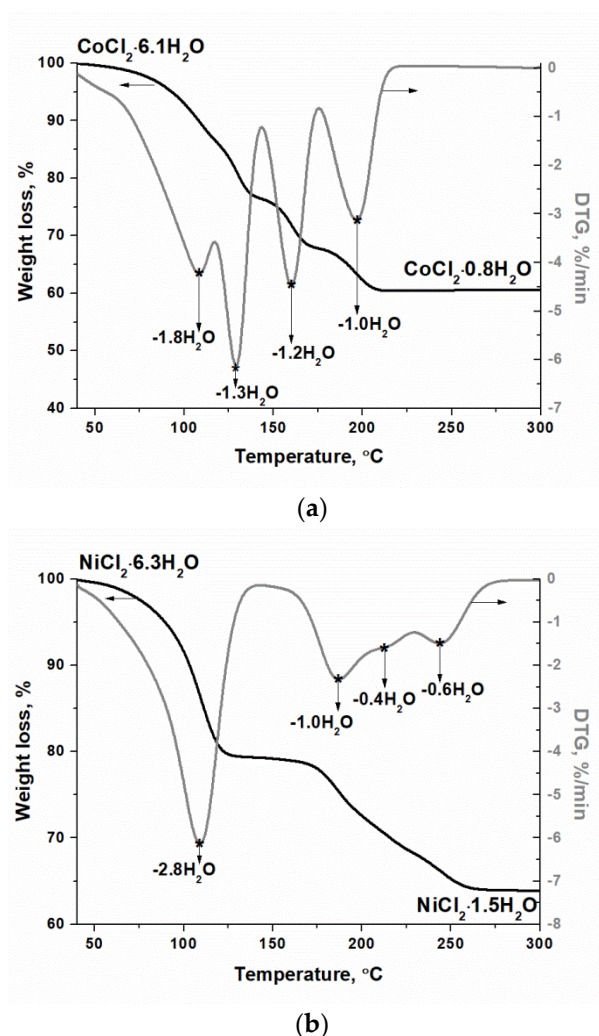 CoCl₂·6.1H₂O
100
90
80
70
60
50
40
Weight loss, %
0
-1
-2
-3
-4
-5
-6
-7
DTG, %/min
CoCl₂·0.8H₂O
-1.8H₂O
-1.3H₂O
-1.2H₂O
-1.0H₂O
50 100 150 200 250 300
Temperature, °C
(a)
NiCl₂·6.3H₂O
100
90
80
70
60
Weight loss, %
0
-1
-2
-3
-4
-5
-6
-7
-8
DTG, %/min
-1.0H₂O
-0.4H₂O
-0.6H₂O
-2.8H₂O
NiCl₂·1.5H₂O
50 100 150 200 250 300
Temperature, °C
(b)